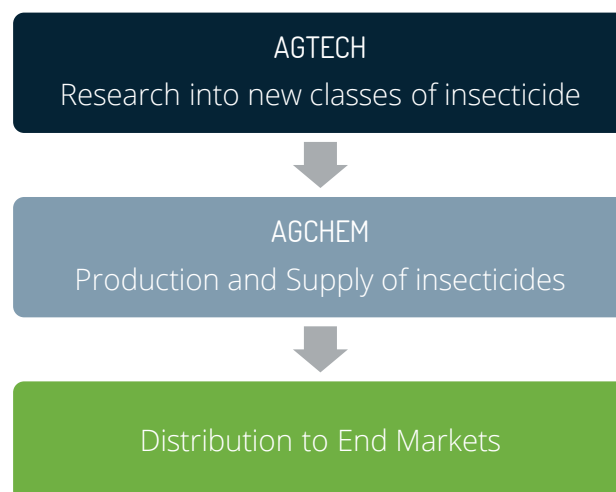 AGTECH
Research into new classes of insecticide
AGCHEM
Production and Supply of insecticides
Distribution to End Markets